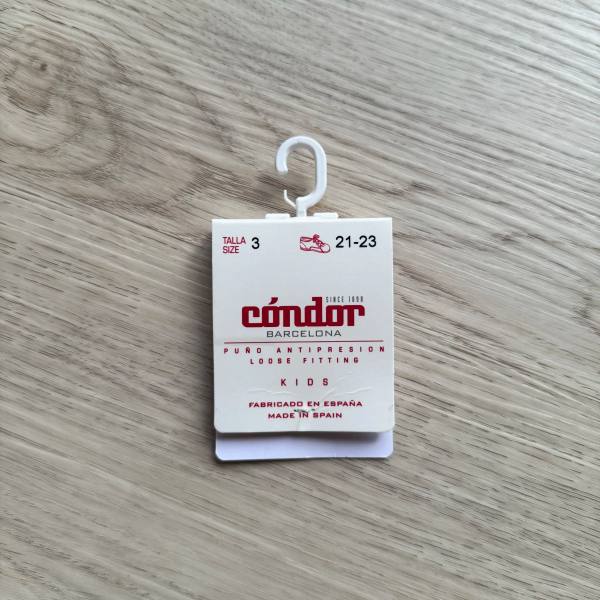 TALLA 3 21-23
SIZE
SINCE 1898
cóndor
BARCELONA
PUÑO ANTIPRESION
LOOSE FITTING
KIDS
FABRICADO EN ESPAÑA
MADE IN SPAIN